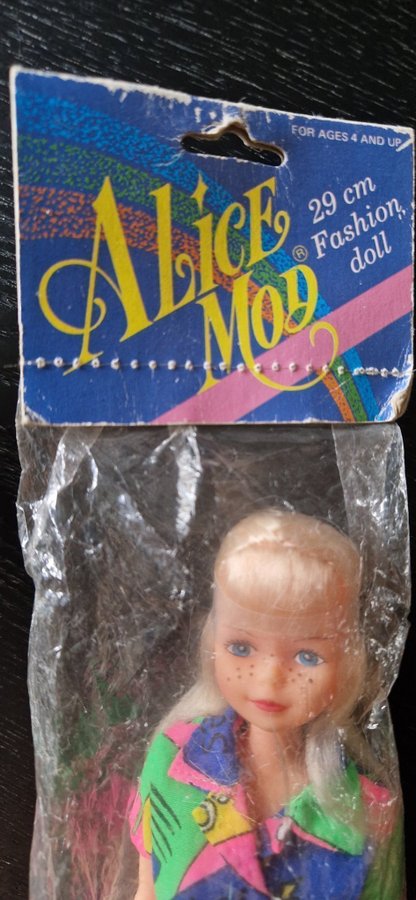 FOR AGES 4 AND UP
ALiCE
MOD ®
29 cm
Fashion
doll